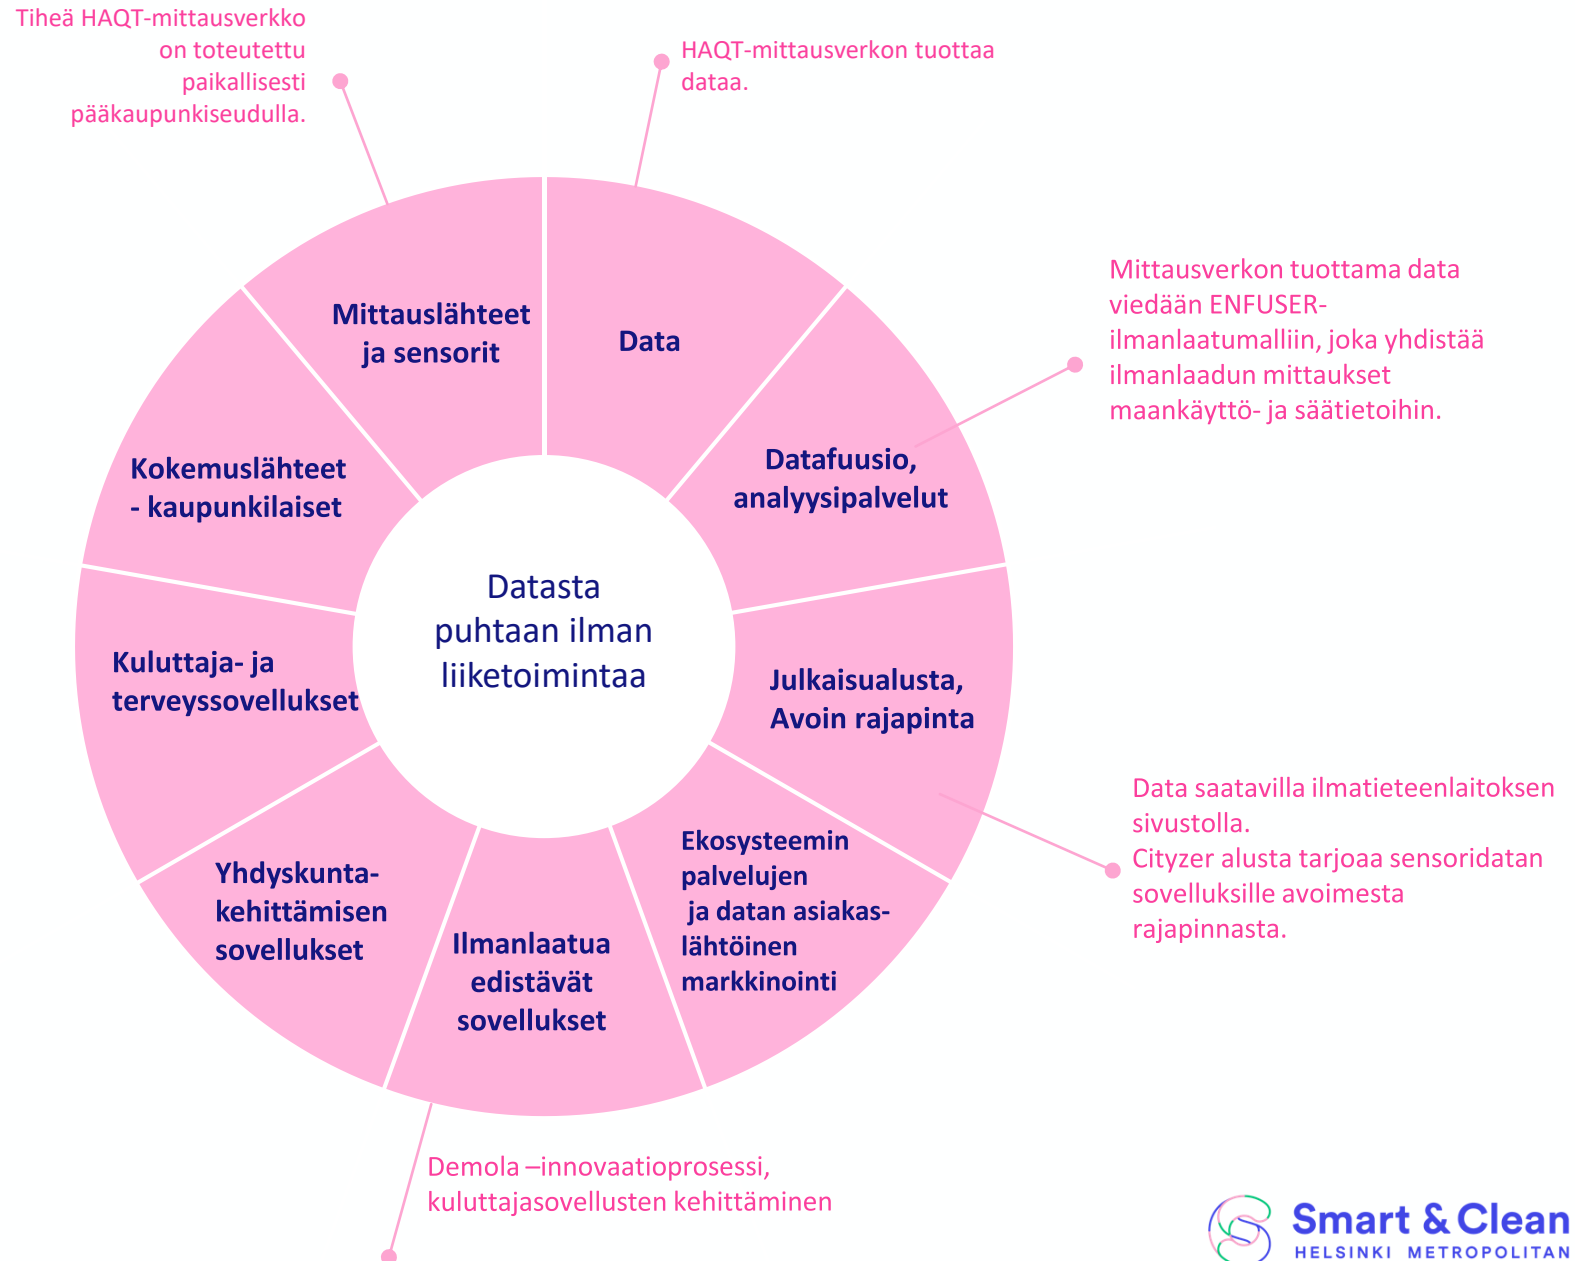 Tiheä HAQT-mittausverkko
on toteutettu
paikallisesti
pääkaupunkiseudulla.
HAQT-mittausverkon tuottaa
dataa.
Mittausverkon tuottama data
viedään ENFUSER-
ilmanlaatumalliin, joka yhdistää
ilmanlaadun mittaukset
maankäyttö- ja säätietoihin.
Mittauslähteet
ja sensorit
Data
Datafuusio,
analyysipalvelut
Kokemuslähteet
- kaupunkilaiset
Datasta
puhtaan ilman
liiketoimintaa
Kuluttaja- ja
terveyssovellukset
Julkaisualusta,
Avoin rajapinta
Data saatavilla ilmatieteenlaitoksen
sivustolla.
Cityzer alusta tarjoaa sensoridatan
sovelluksille avoimesta
rajapinnasta.
Ekosysteemin
palvelujen
ja datan asiakas-
lähtöinen
markkinointi
Yhdyskunta-
kehittämisen
sovellukset
Ilmanlaatua
edistävät
sovellukset
Demola –innovaatioprosessi,
kuluttajasovellusten kehittäminen
Smart & Clean
HELSINKI METROPOLITAN